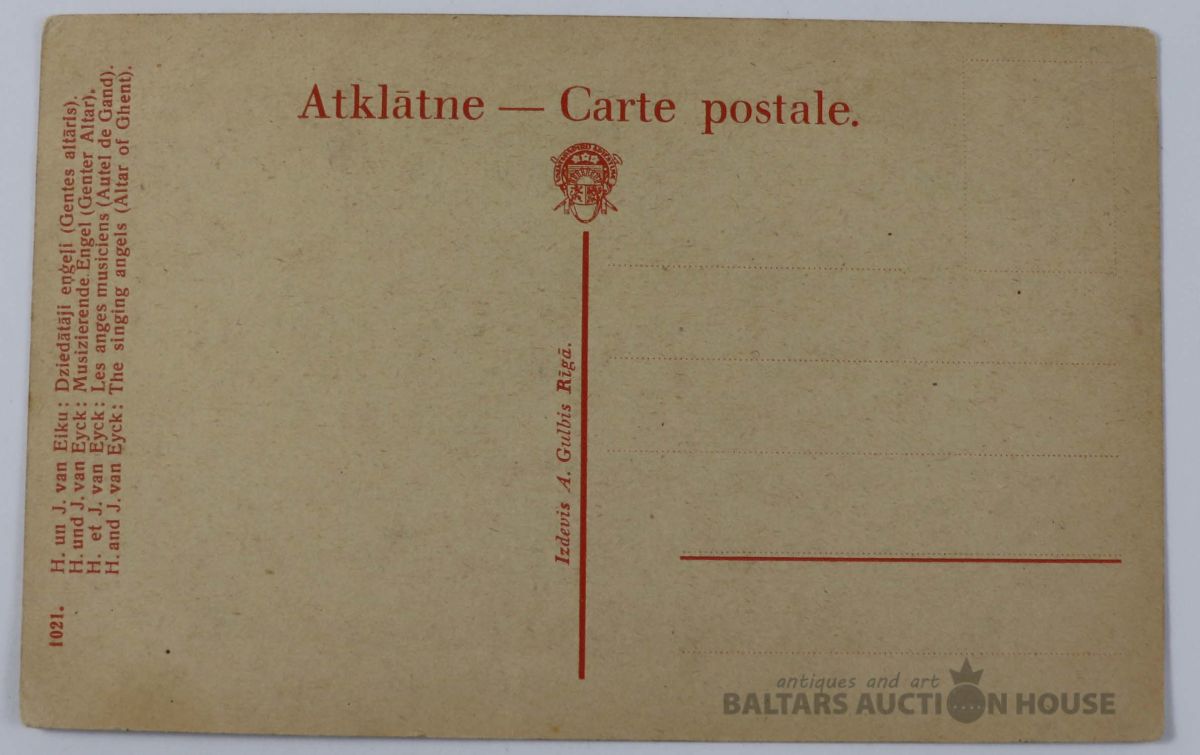 Atklātne — Carte postale.
1021. H. un J. van Eiku: Dziedātāji eņģeļi (Gentes altāris).
H. und J. van Eyck: Musizierende Engel (Genter Altar).
H. et J. van Eyck: Les anges musiciens (Autel de Gand).
H. and J. van Eyck: The singing angels (Altar of Ghent).
Izdevis A. Gulbis Rīgā.
antiques and art
BALTARS AUCTION HOUSE